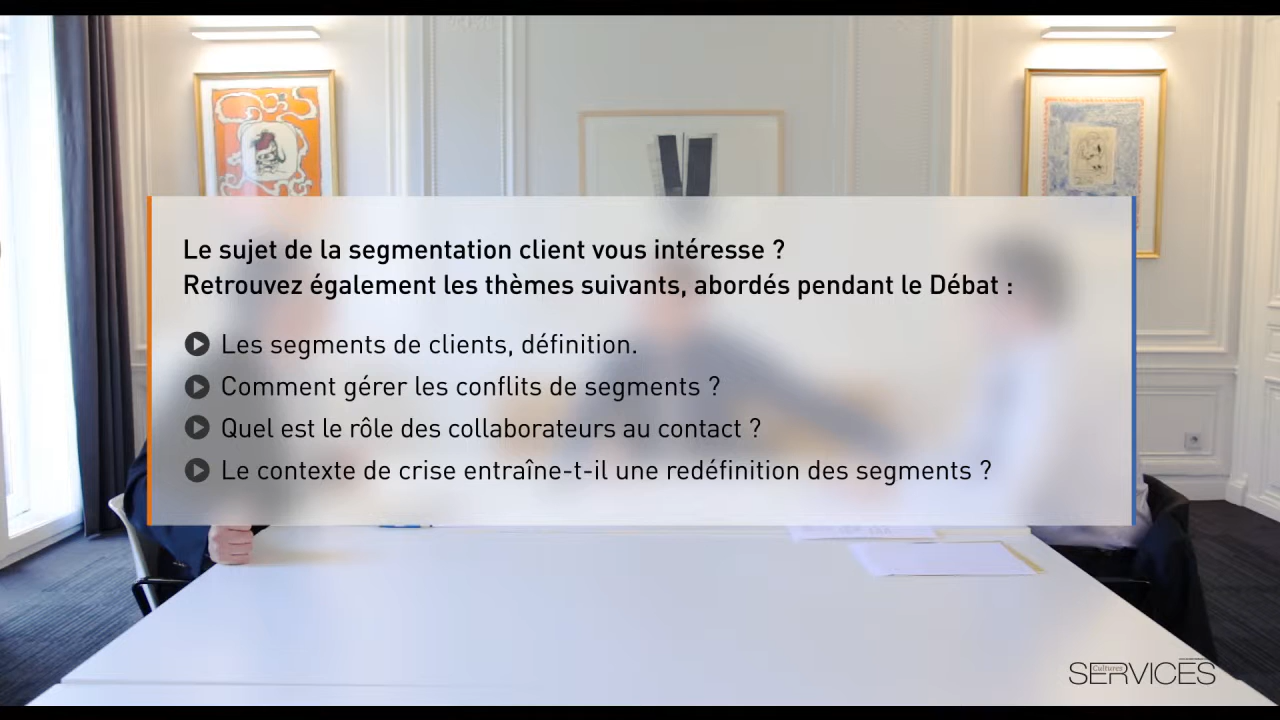 Le sujet de la segmentation client vous intéresse ?
Retrouvez également les thèmes suivants, abordés pendant le Débat :
Les segments de clients, définition.
Comment gérer les conflits de segments ?
Quel est le rôle des collaborateurs au contact ?
Le contexte de crise entraîne-t-il une redéfinition des segments ?
Cultures
SERVICES